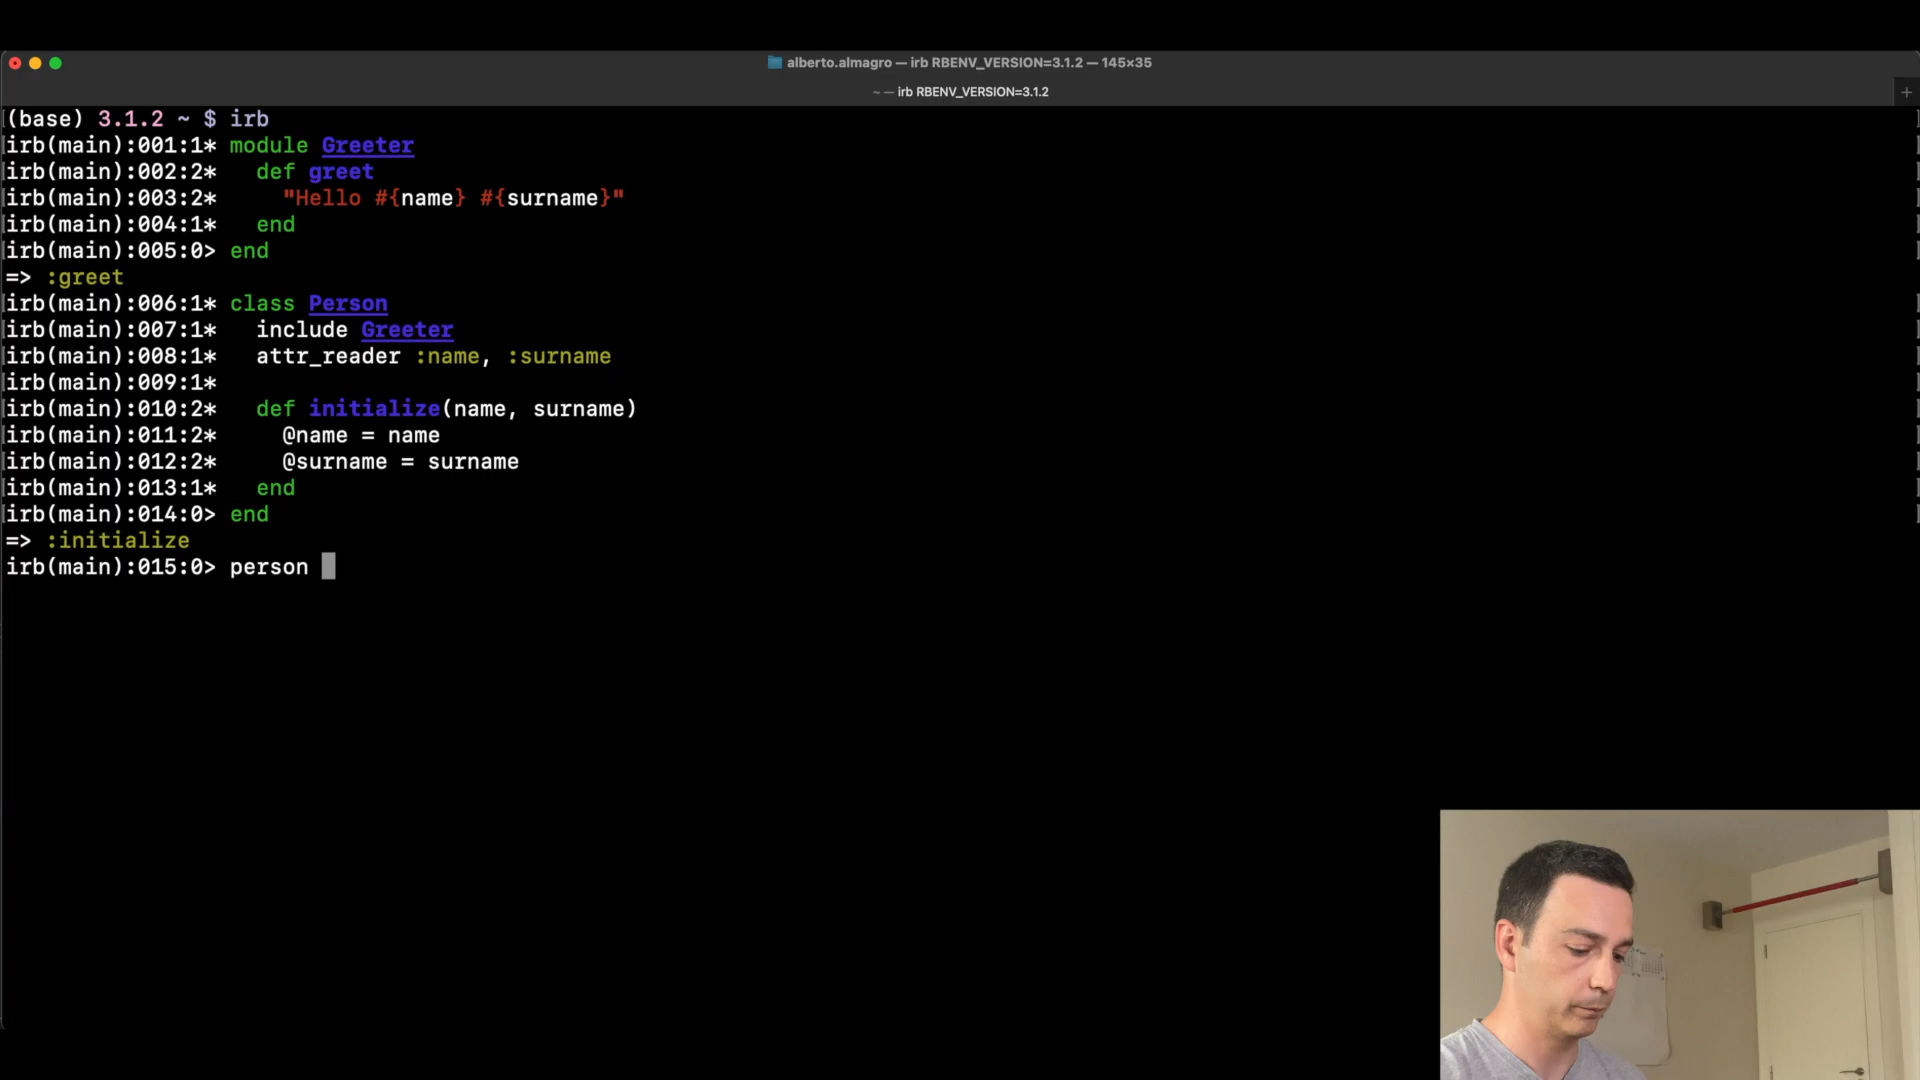 alberto.almagro — irb RBENV_VERSION=3.1.2 — 145×35
~ — irb RBENV_VERSION=3.1.2
(base) 3.1.2 ~ $ irb
irb(main):001:1* module Greeter
irb(main):002:2*   def greet
irb(main):003:2*     "Hello #{name} #{surname}"
irb(main):004:1*   end
irb(main):005:0> end
=> :greet
irb(main):006:1* class Person
irb(main):007:1*   include Greeter
irb(main):008:1*   attr_reader :name, :surname
irb(main):009:1*
irb(main):010:2*   def initialize(name, surname)
irb(main):011:2*     @name = name
irb(main):012:2*     @surname = surname
irb(main):013:1*   end
irb(main):014:0> end
=> :initialize
irb(main):015:0> person